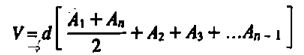 V = d [ (A₁ + Aₙ) / 2 + A₂ + A₃ + ...Aₙ₋₁ ]